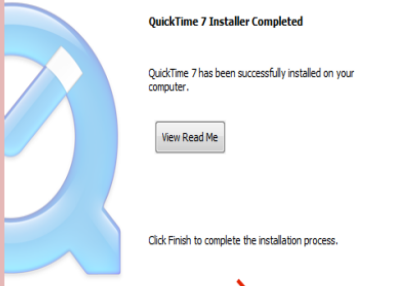 QuickTime 7 Installer Completed
QuickTime 7 has been successfully installed on your
computer.
View Read Me
Click Finish to complete the installation process.